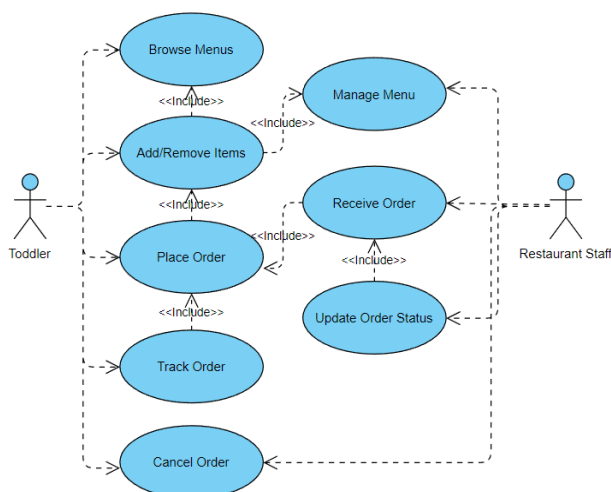 Browse Menus
<<Include>>
Manage Menu
<<Include>>
Add/Remove Items
<<Include>>
Toddler
Place Order
<<Include>>
Receive Order
Restaurant Staff
<<Include>>
<<Include>>
Update Order Status
Track Order
Cancel Order